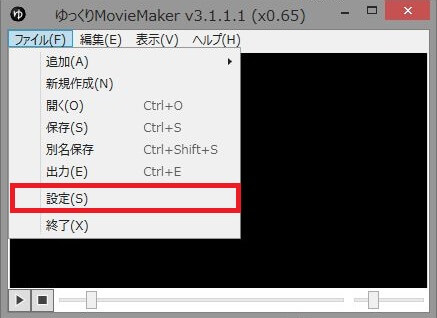 ゆ ゆっくりMovieMaker v3.1.1.1 (x0.65)
ファイル(F) 編集(E) 表示(V) ヘルプ(H)
追加(A)
新規作成(N)
開く(O) Ctrl+O
保存(S) Ctrl+S
別名保存 Ctrl+Shift+S
出力(E) Ctrl+E
設定(S)
終了(X)